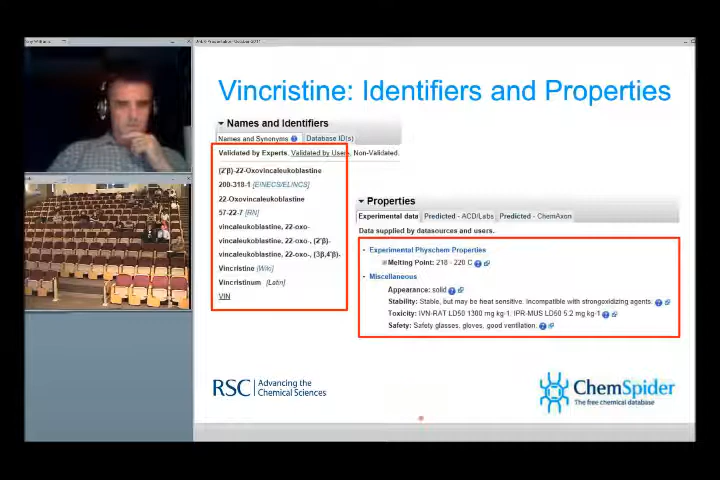 Vincristine: Identifiers and Properties
Names and Identifiers
Names and Synonyms Database ID(s)
Validated by Experts, Validated by Users, Non-Validated.
(2'β)-22-Oxovincaleukoblastine
200-318-1 [EINECS/ELINCS]
22-Oxovincaleukoblastine
57-22-7 [RN]
vincaleukoblastine, 22-oxo-
vincaleukoblastine, 22-oxo-, (2'β)-
vincaleukoblastine, 22-oxo-, (3β,4'β)-
Vincristine [Wiki]
Vincristinum [Latin]
VIN
Properties
Experimental data Predicted - ACD/Labs Predicted - ChemAxon
Data supplied by datasources and users.
Experimental Physchem Properties
Melting Point: 218 - 220 C
Miscellaneous
Appearance: solid
Stability: Stable, but may be heat sensitive. Incompatible with strongoxidizing agents.
Toxicity: IVN-RAT LD50 1300 mg kg-1, IPR-MUS LD50 5.2 mg kg-1
Safety: Safety glasses, gloves, good ventilation.
RSC Advancing the
Chemical Sciences
ChemSpider
The free chemical database